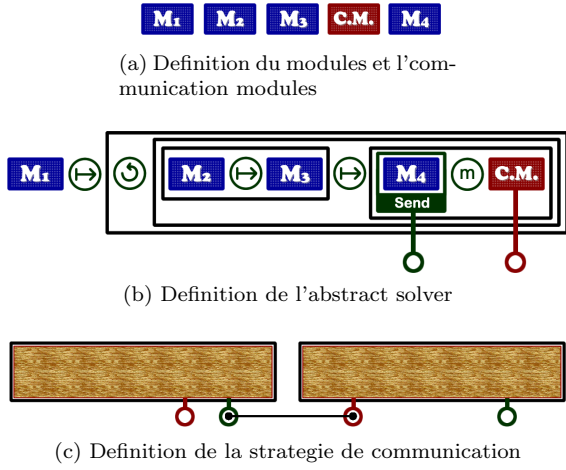 M1 M2 M3 C.M. M4
(a) Definition du modules et l'com-
munication modules
M1 ↦ ↺ M2 ↦ M3 ↦ M4 m C.M.
Send
(b) Definition de l'abstract solver
(c) Definition de la strategie de communication